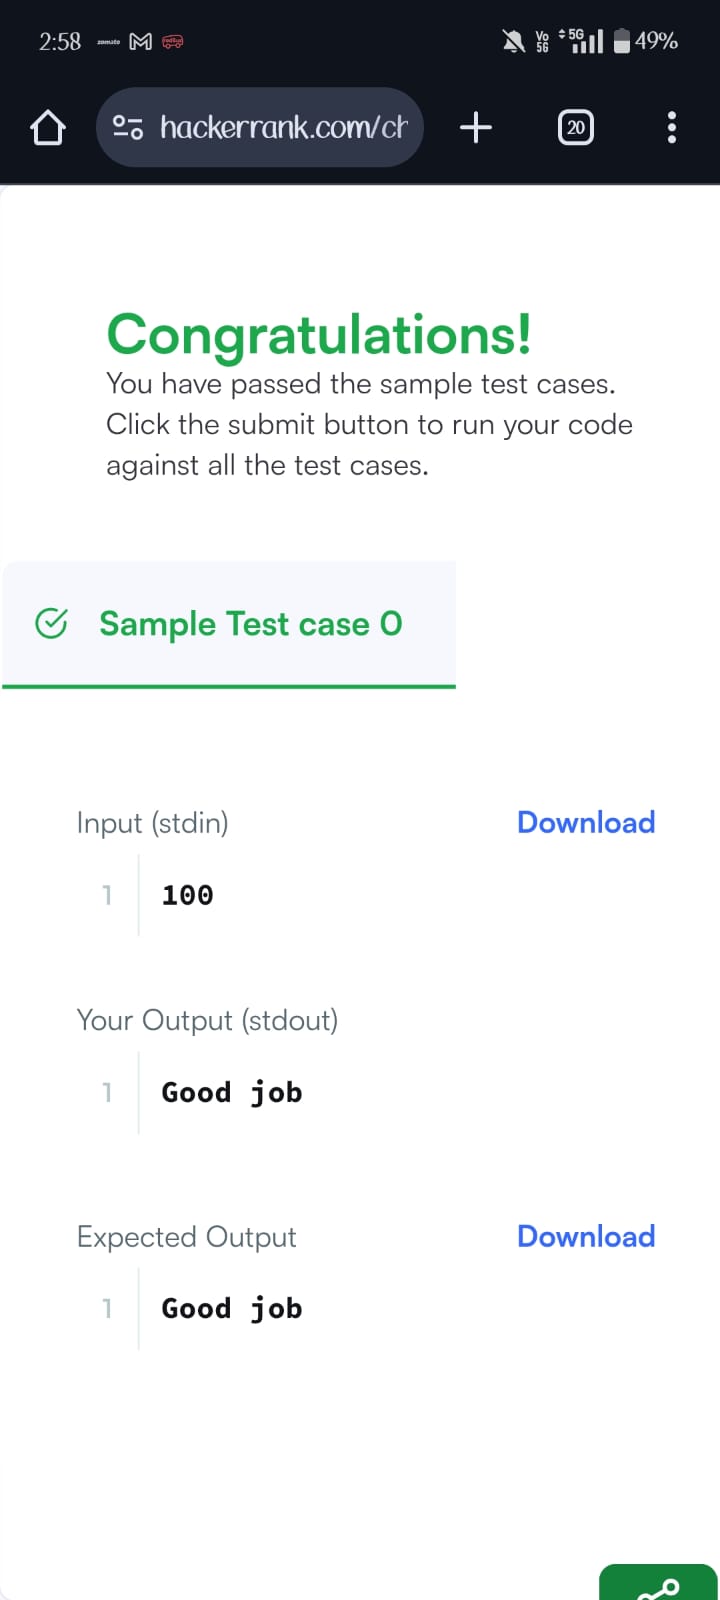 2:58 zomato M redBus Vo 5G 5G 49%
hackerrank.com/ch 20
Congratulations!
You have passed the sample test cases.
Click the submit button to run your code
against all the test cases.
Sample Test case 0
Input (stdin) Download
1 100
Your Output (stdout)
1 Good job
Expected Output Download
1 Good job